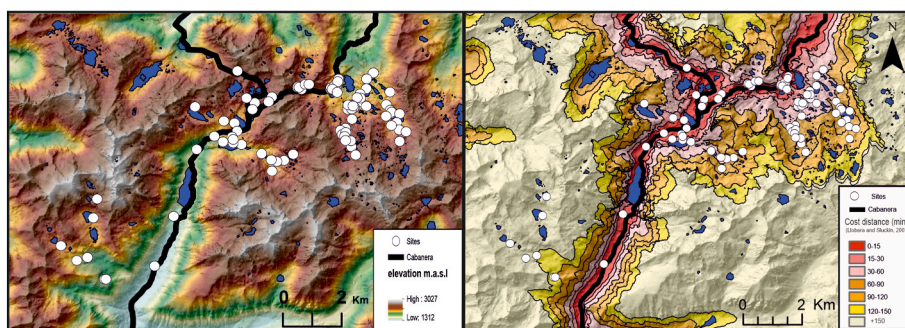 Sites
Cabanera
elevation m.a.s.l
High : 3027
Low: 1312
0 2 Km
N
Sites
Cabanera
Cost distance (min
0-15
15-30
30-60
60-90
90-120
120-150
+150
0 2 Km